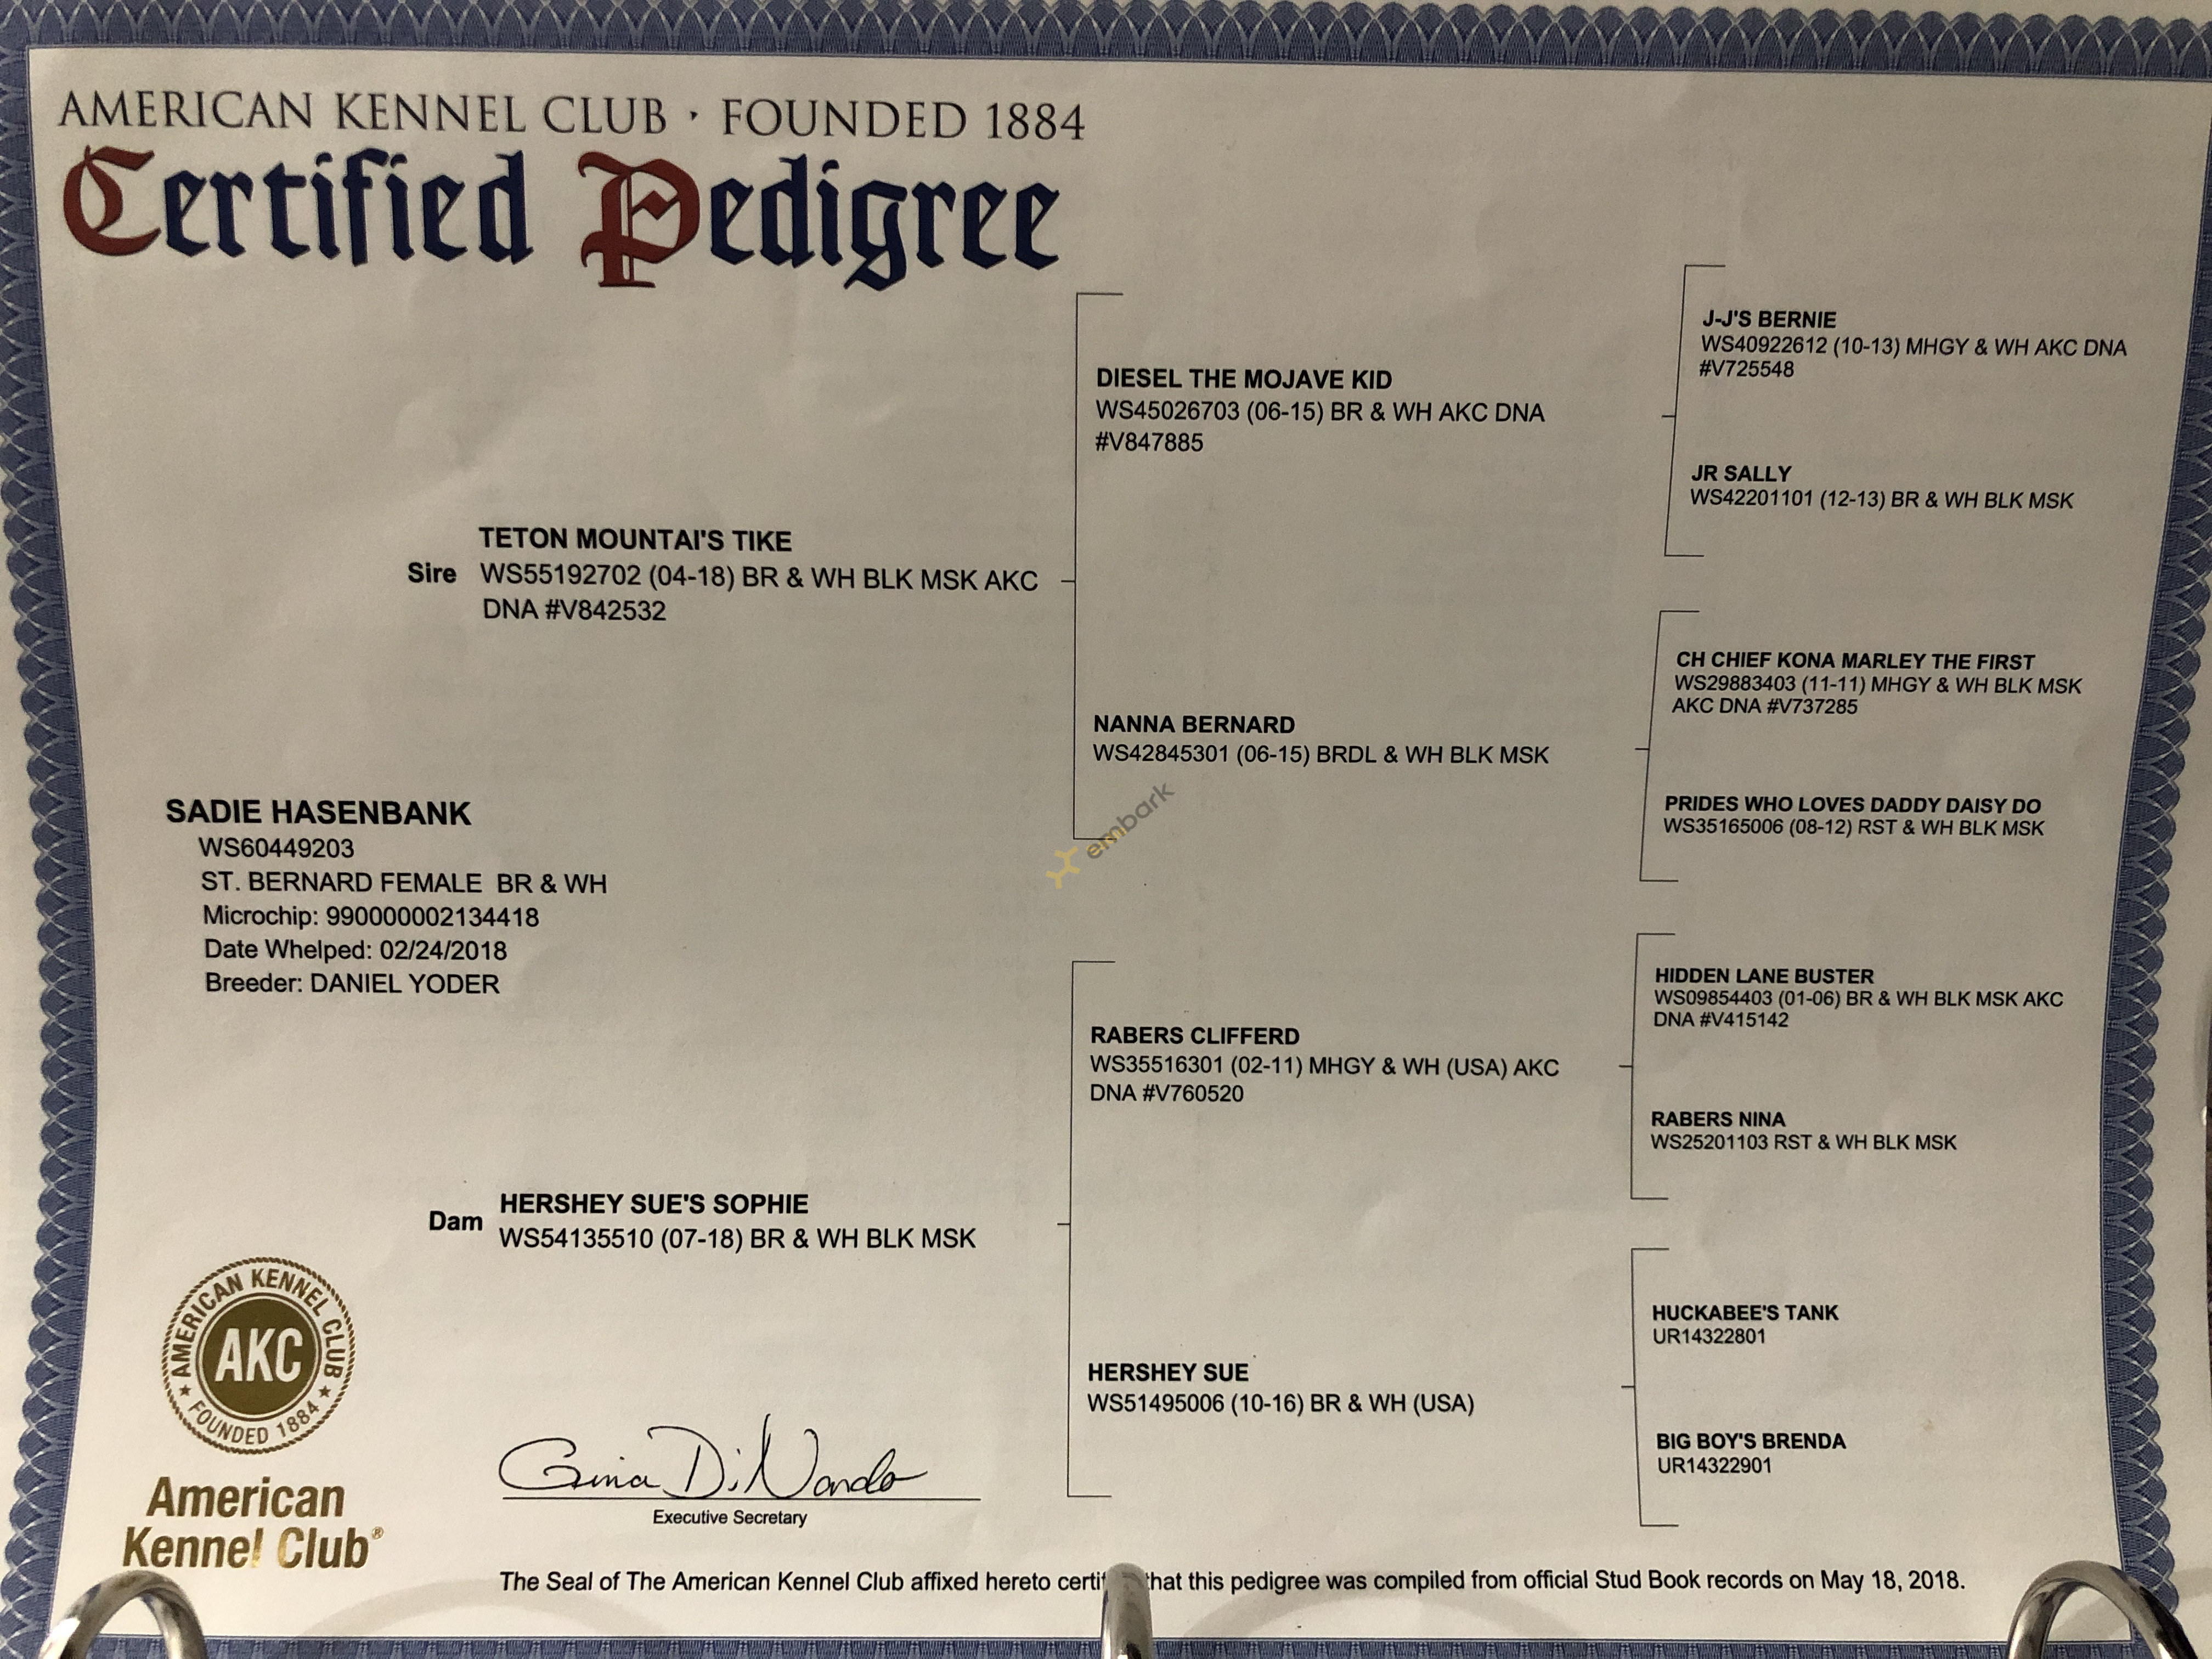 AMERICAN KENNEL CLUB · FOUNDED 1884
Certified Pedigree
J-J'S BERNIE
WS40922612 (10-13) MHGY & WH AKC DNA
#V725548
DIESEL THE MOJAVE KID
WS45026703 (06-15) BR & WH AKC DNA
#V847885
JR SALLY
WS42201101 (12-13) BR & WH BLK MSK
TETON MOUNTAI'S TIKE
Sire WS55192702 (04-18) BR & WH BLK MSK AKC
DNA #V842532
CH CHIEF KONA MARLEY THE FIRST
WS29883403 (11-11) MHGY & WH BLK MSK
AKC DNA #V737285
NANNA BERNARD
WS42845301 (06-15) BRDL & WH BLK MSK
PRIDES WHO LOVES DADDY DAISY DO
WS35165006 (08-12) RST & WH BLK MSK
embark
SADIE HASENBANK
WS60449203
ST. BERNARD FEMALE BR & WH
Microchip: 990000002134418
Date Whelped: 02/24/2018
Breeder: DANIEL YODER
HIDDEN LANE BUSTER
WS09854403 (01-06) BR & WH BLK MSK AKC
DNA #V415142
RABERS CLIFFERD
WS35516301 (02-11) MHGY & WH (USA) AKC
DNA #V760520
RABERS NINA
WS25201103 RST & WH BLK MSK
HERSHEY SUE'S SOPHIE
Dam WS54135510 (07-18) BR & WH BLK MSK
HUCKABEE'S TANK
UR14322801
HERSHEY SUE
WS51495006 (10-16) BR & WH (USA)
BIG BOY'S BRENDA
UR14322901
AMERICAN KENNEL CLUB
AKC
FOUNDED 1884
American
Kennel Club®
Gina DiNardo
Executive Secretary
The Seal of The American Kennel Club affixed hereto that this pedigree was compiled from official Stud Book records on May 18, 2018.